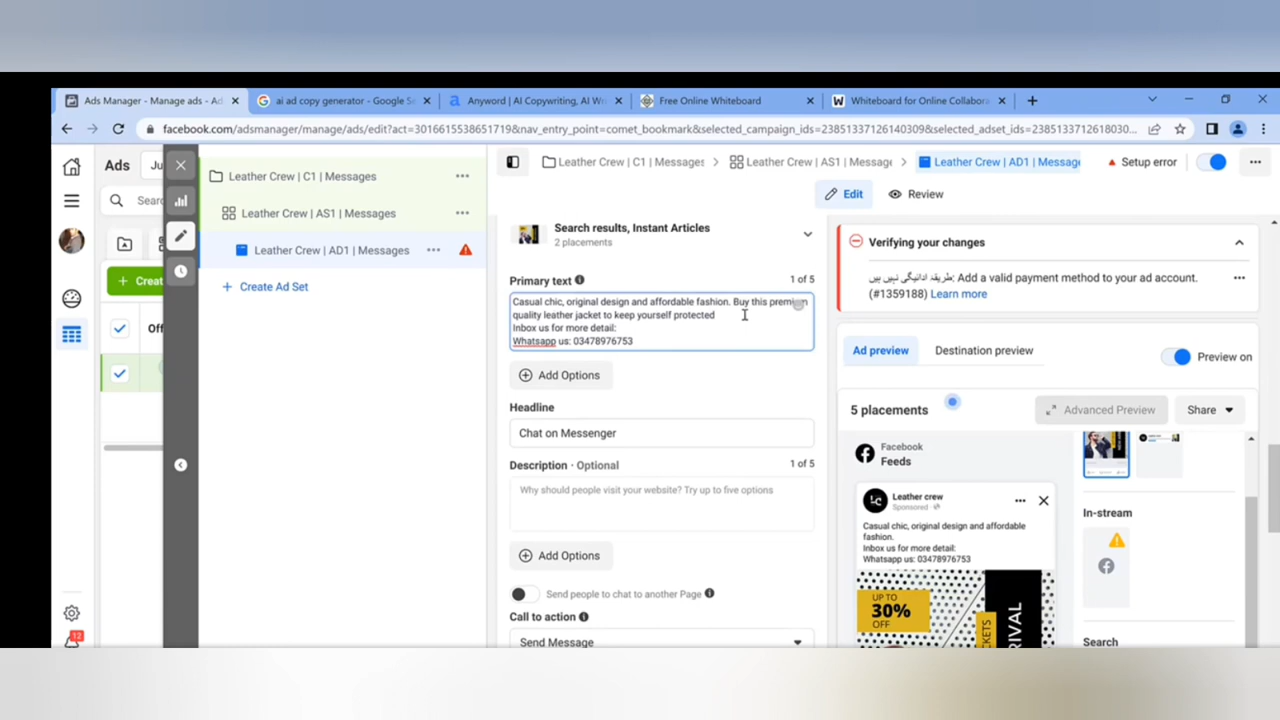 Ads Manager - Manage ads - Ad
ai ad copy generator - Google Se
Anyword | AI Copywriting, AI Wr
Free Online Whiteboard
Whiteboard for Online Collabora
facebook.com/adsmanager/manage/ads/edit?act=3016615538651719&nav_entry_point=comet_bookmark&selected_campaign_ids=23851337126140309&selected_adset_ids=2385133712618030...
Ads
Ju
Sear
Creat
Off
12
Leather Crew | C1 | Messages
Leather Crew | AS1 | Messages
Leather Crew | AD1 | Messages
+ Create Ad Set
Leather Crew | C1 | Messages > Leather Crew | AS1 | Message > Leather Crew | AD1 | Message
Setup error
Edit
Review
Search results, Instant Articles
2 placements
Primary text
1 of 5
Casual chic, original design and affordable fashion. Buy this premium
quality leather jacket to keep yourself protected
Inbox us for more detail:
Whatsapp us: 03478976753
Add Options
Headline
Chat on Messenger
Description · Optional
1 of 5
Why should people visit your website? Try up to five options
Add Options
Send people to chat to another Page
Call to action
Send Message
Verifying your changes
طریقہ ادائیگی نہیں ہیں: Add a valid payment method to your ad account.
(#1359188) Learn more
Ad preview
Destination preview
Preview on
5 placements
Advanced Preview
Share
Facebook
Feeds
Leather crew
Sponsored ·
Casual chic, original design and affordable
fashion.
Inbox us for more detail:
Whatsapp us: 03478976753
UP TO
30%
OFF
In-stream
Search